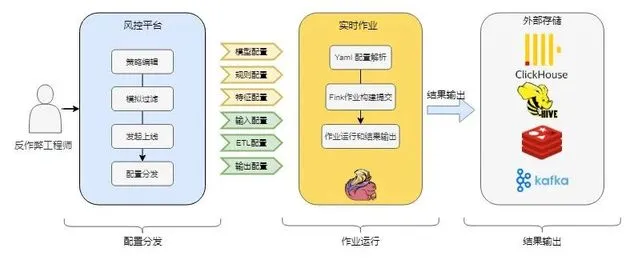 反作弊工程师
风控平台
策略编辑
模拟过滤
发起上线
配置分发
模型配置
规则配置
特征配置
输入配置
ETL配置
输出配置
实时作业
Yaml 配置解析
Fink作业构建提交
作业运行和结果输出
结果输出
外部存储
ClickHouse
HIVE
kafka
配置分发
作业运行
结果输出